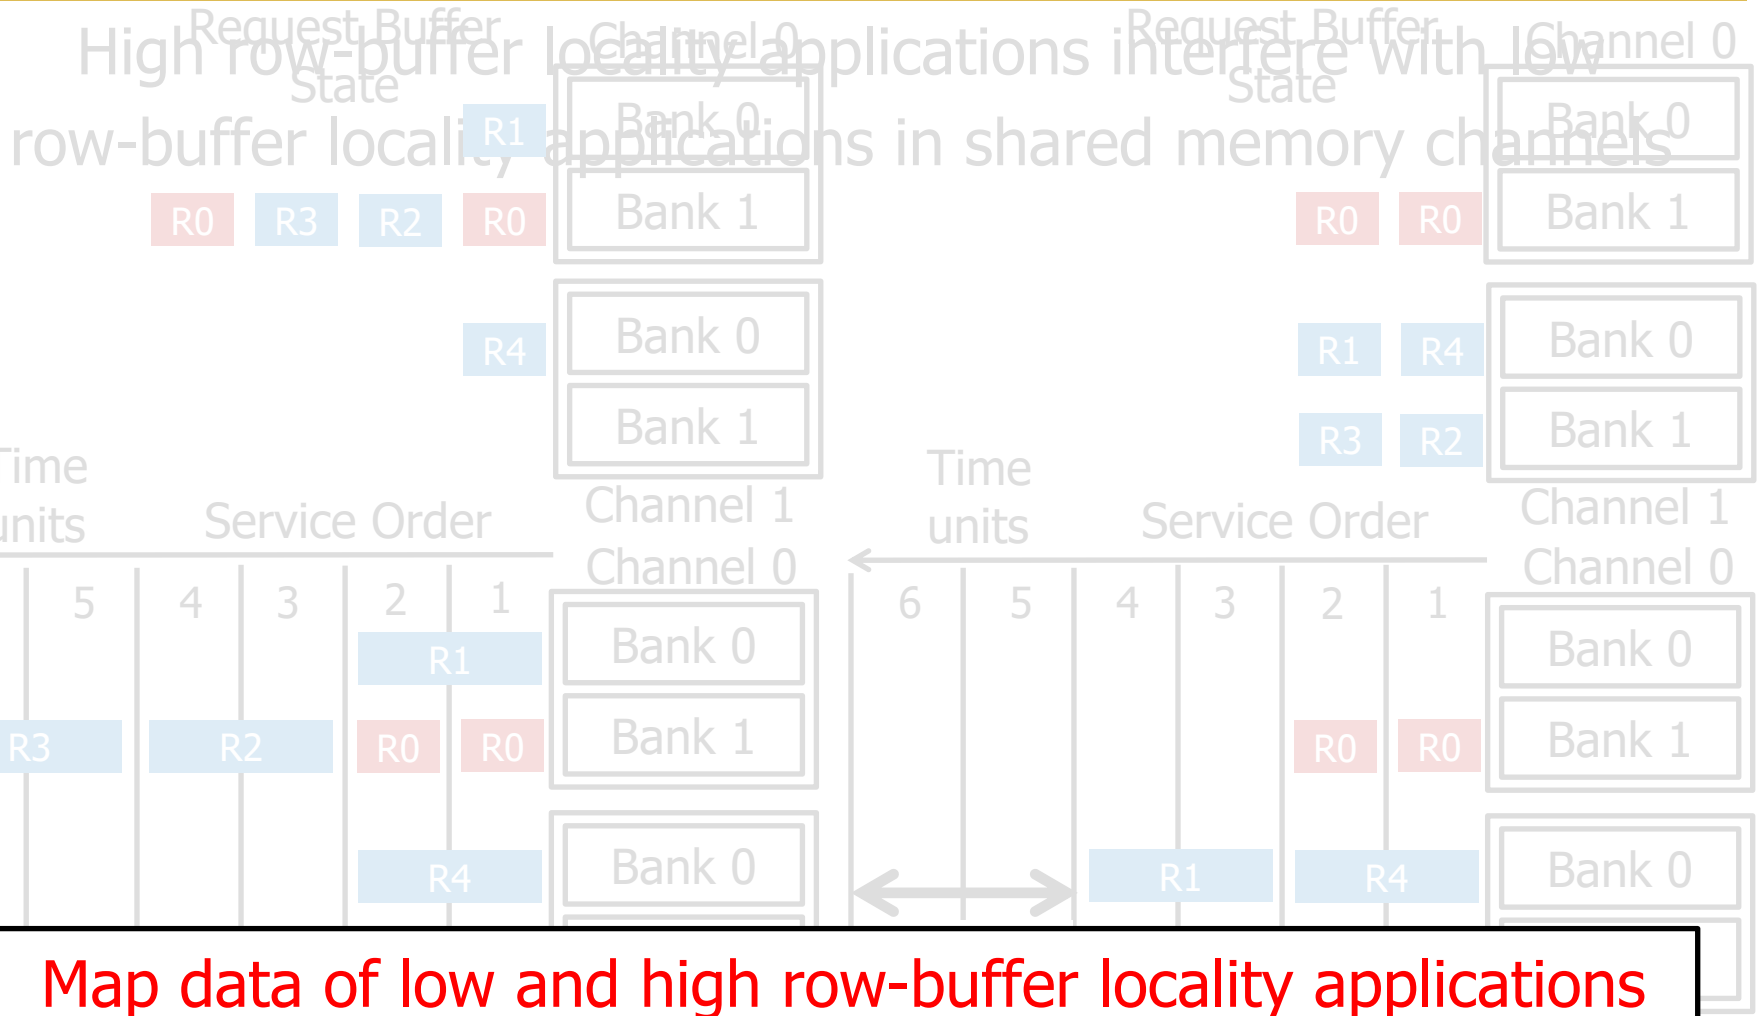 High row-buffer locality applications interfere with low
row-buffer locality applications in shared memory channels
Request Buffer
State
Channel 0
R1
Bank 0
R0 R3 R2 R0
Bank 1
R4
Bank 0
Bank 1
Channel 1
Request Buffer
State
Channel 0
Bank 0
R0 R0
Bank 1
R1 R4
Bank 0
R3 R2
Bank 1
Channel 1
Time
units
Service Order
Channel 0
5 4 3 2 1
R1
Bank 0
R3 R2 R0 R0
Bank 1
R4
Bank 0
Time
units
Service Order
Channel 0
6 5 4 3 2 1
Bank 0
R0 R0
Bank 1
R1 R4
Bank 0
Map data of low and high row-buffer locality applications